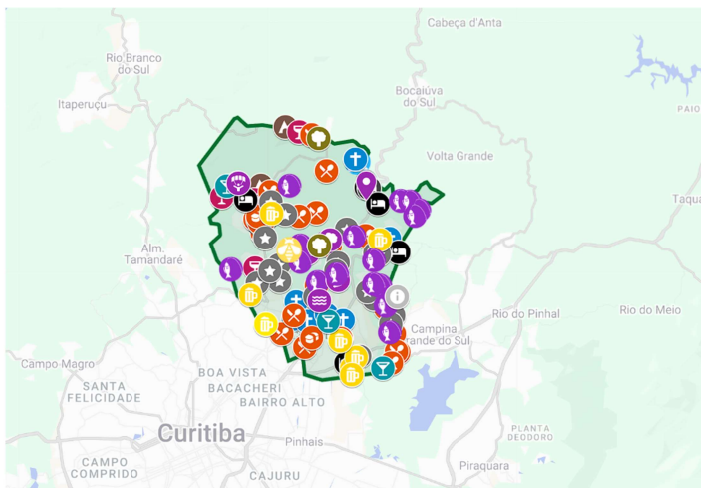 Cabeça d'Anta
Rio Branco
do Sul
Itaperuçu
Bocaiúva
do Sul
PAIO
Volta Grande
Taqua
Alm.
Tamandaré
Rio do Pinhal
Rio do Meio
Campina
rande do Sul
Campo Magro
BOA VISTA
SANTA
FELICIDADE
BACACHERI
BAIRRO ALTO
Curitiba
Pinhais
PLANTA
DEODORO
CAMPO
COMPRIDO
Piraquara
CAJURU